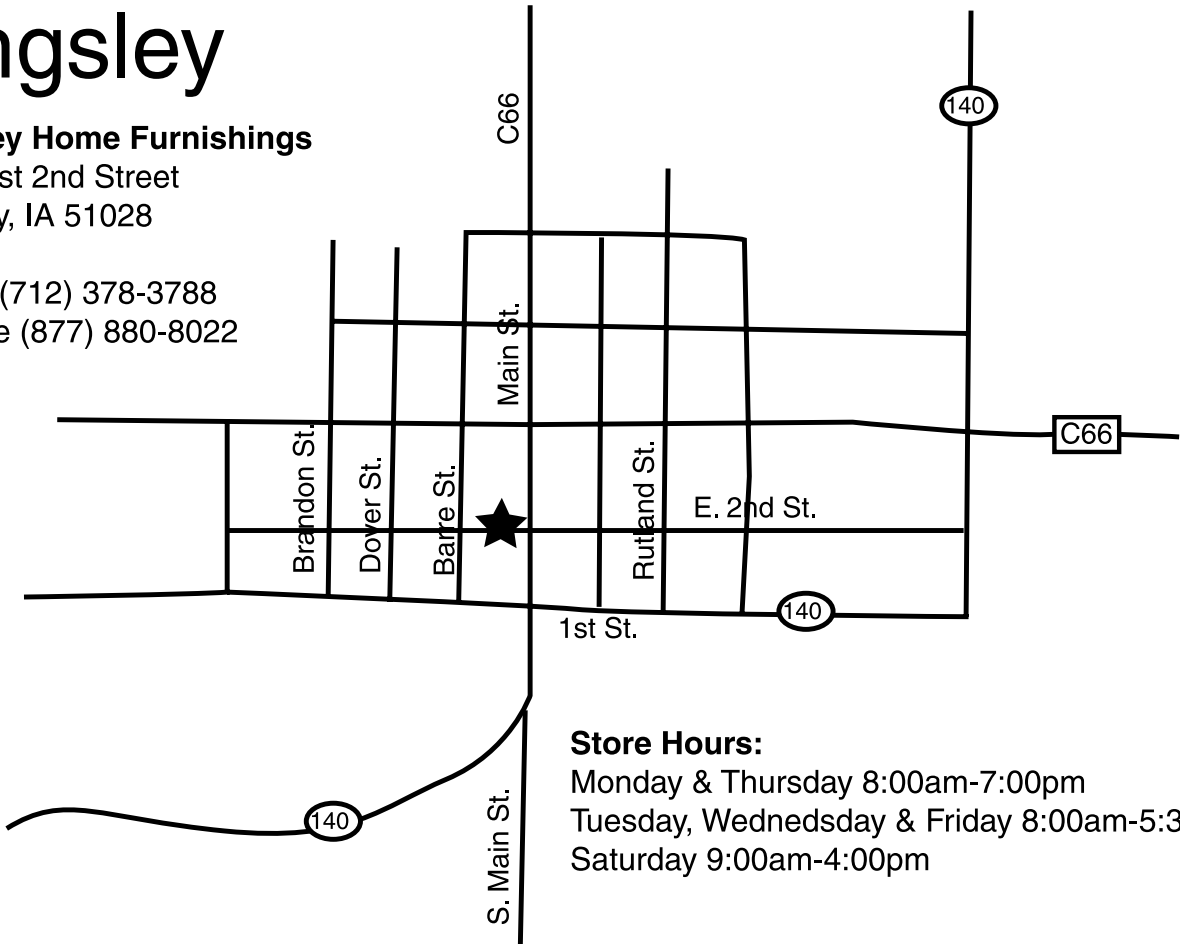 ngsley
ey Home Furnishings
st 2nd Street
y, IA 51028
(712) 378-3788
e (877) 880-8022
C66
140
Main St.
C66
Brandon St.
Dover St.
Barre St.
Rutland St.
E. 2nd St.
140
1st St.
140
S. Main St.
Store Hours:
Monday & Thursday 8:00am-7:00pm
Tuesday, Wednedsday & Friday 8:00am-5:3
Saturday 9:00am-4:00pm